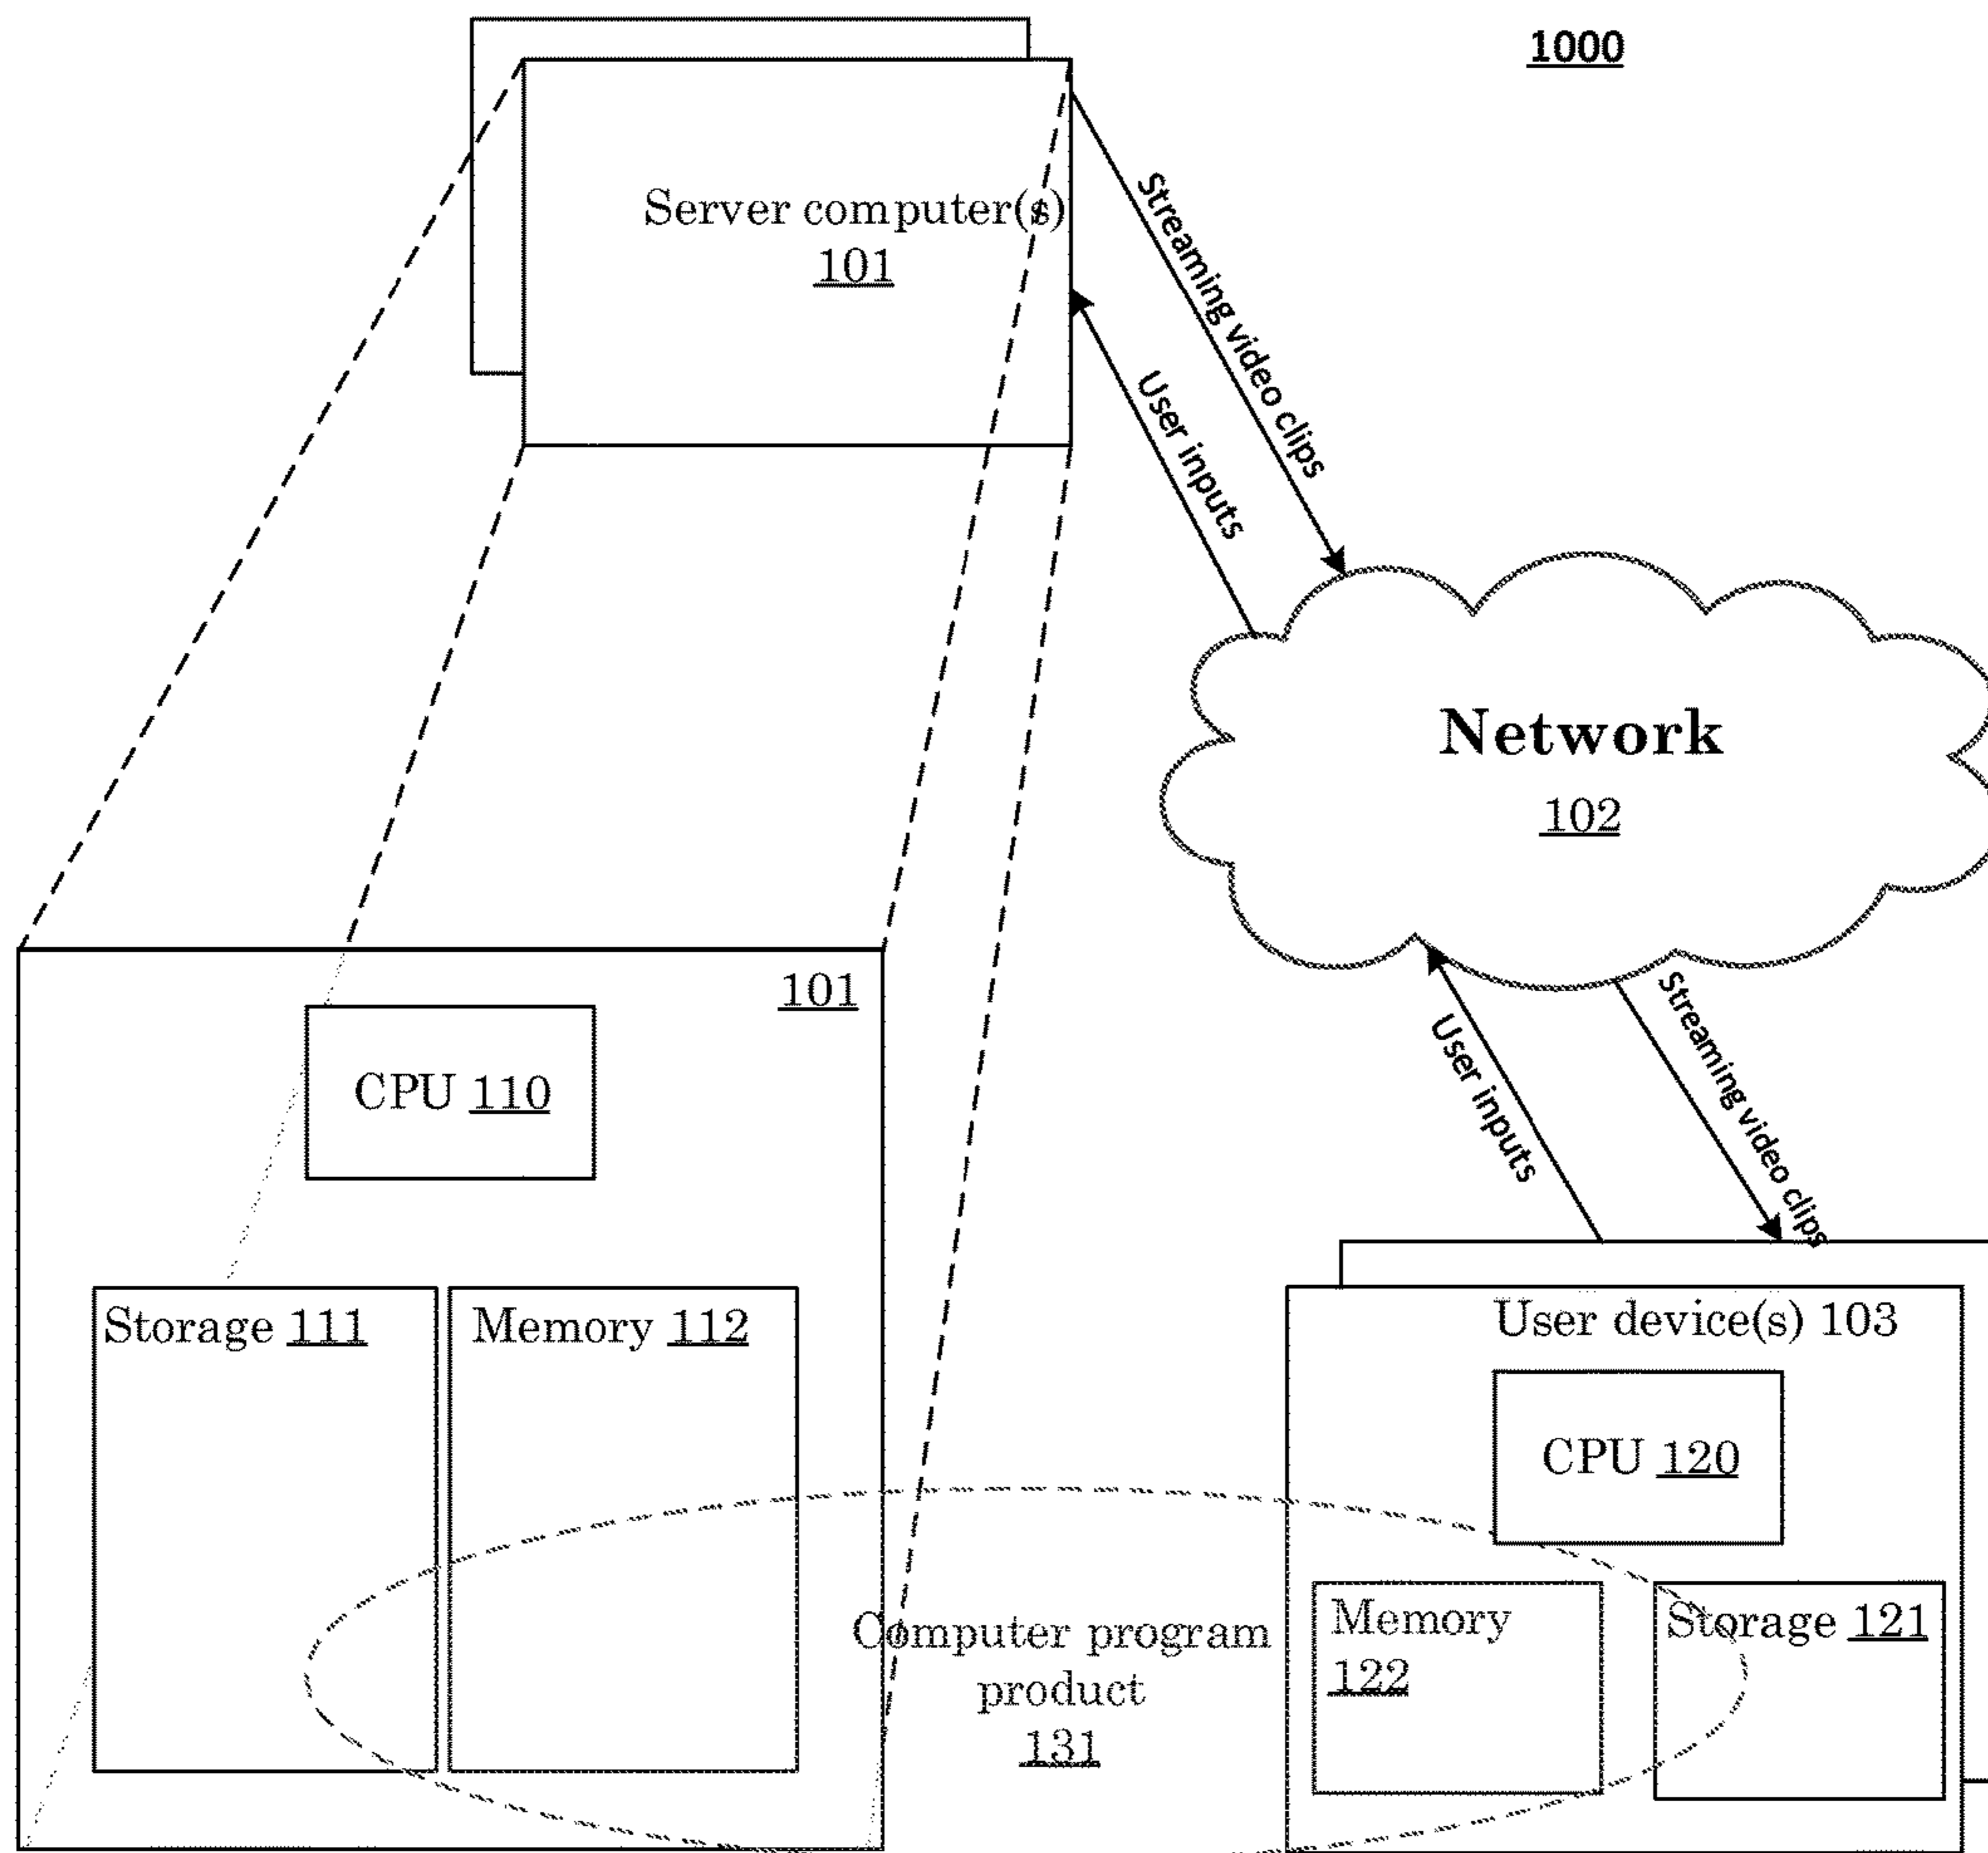 1000
Server computer(s)
101
Streaming video clips
User inputs
Network
102
User inputs
Streaming video clips
101
CPU 110
Storage 111
Memory 112
User device(s) 103
CPU 120
Memory
122
Storage 121
Computer program
product
131